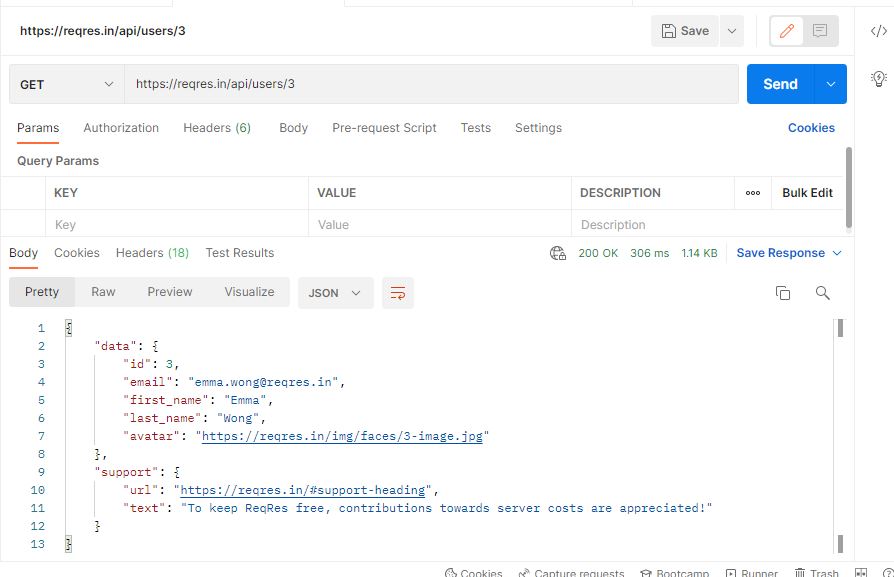 https://reqres.in/api/users/3
Save
GET
https://reqres.in/api/users/3
Send
Params Authorization Headers (6) Body Pre-request Script Tests Settings Cookies
Query Params
KEY VALUE DESCRIPTION ooo Bulk Edit
Key Value Description
Body Cookies Headers (18) Test Results 200 OK 306 ms 1.14 KB Save Response
Pretty Raw Preview Visualize JSON
1 {
2 "data": {
3 "id": 3,
4 "email": "emma.wong@reqres.in",
5 "first_name": "Emma",
6 "last_name": "Wong",
7 "avatar": "https://reqres.in/img/faces/3-image.jpg"
8 },
9 "support": {
10 "url": "https://reqres.in/#support-heading",
11 "text": "To keep ReqRes free, contributions towards server costs are appreciated!"
12 }
13 }
Cookies Capture requests Bootcamp Runner Trash